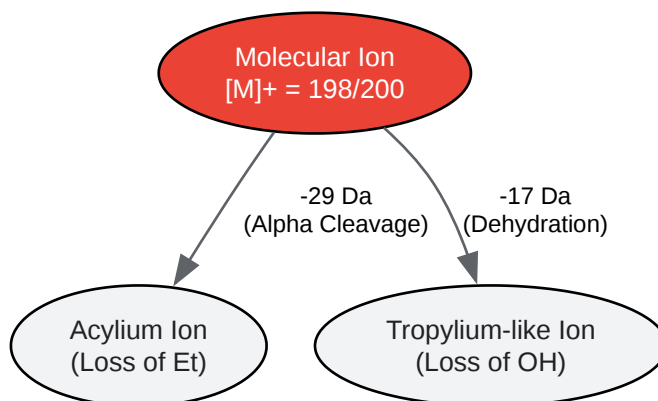 Molecular Ion
[M]+ = 198/200
-29 Da
(Alpha Cleavage)
-17 Da
(Dehydration)
Acylium Ion
(Loss of Et)
Tropylium-like Ion
(Loss of OH)